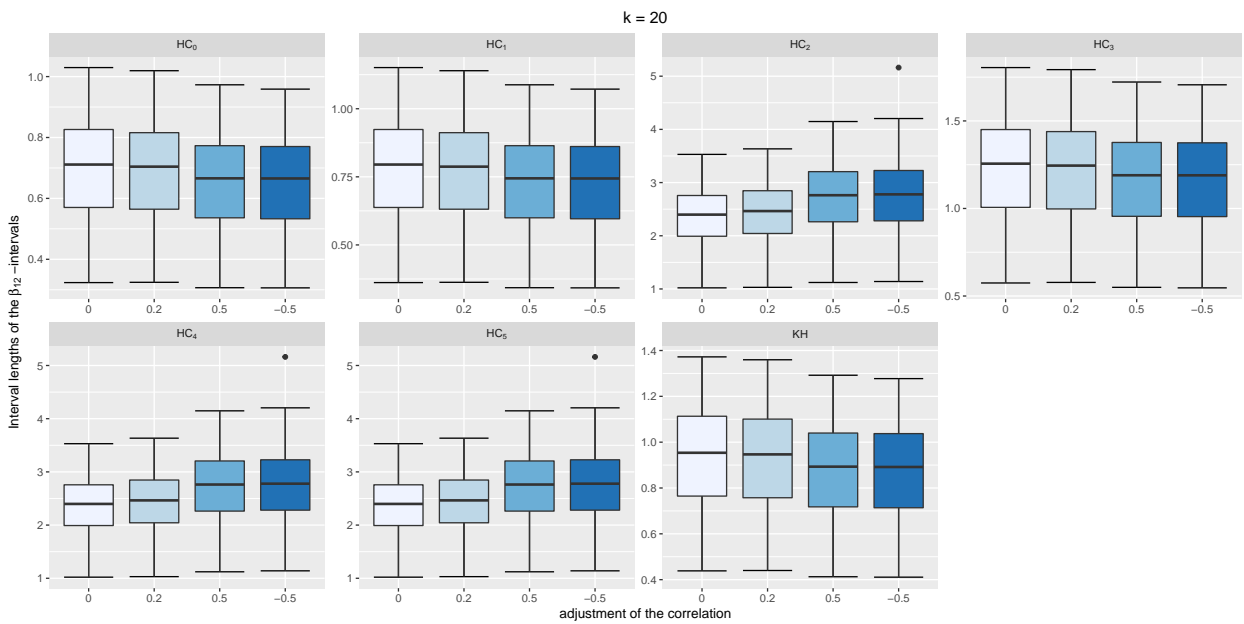 k = 20
Interval lengths of the β₁₂ −intervals
HC₀
1.0
0.8
0.6
0.4
0 0.2 0.5 −0.5
HC₁
1.00
0.75
0.50
0 0.2 0.5 −0.5
HC₂
5
4
3
2
1
0 0.2 0.5 −0.5
HC₃
1.5
1.0
0.5
0 0.2 0.5 −0.5
HC₄
5
4
3
2
1
0 0.2 0.5 −0.5
HC₅
5
4
3
2
1
0 0.2 0.5 −0.5
KH
1.4
1.2
1.0
0.8
0.6
0.4
0 0.2 0.5 −0.5
adjustment of the correlation